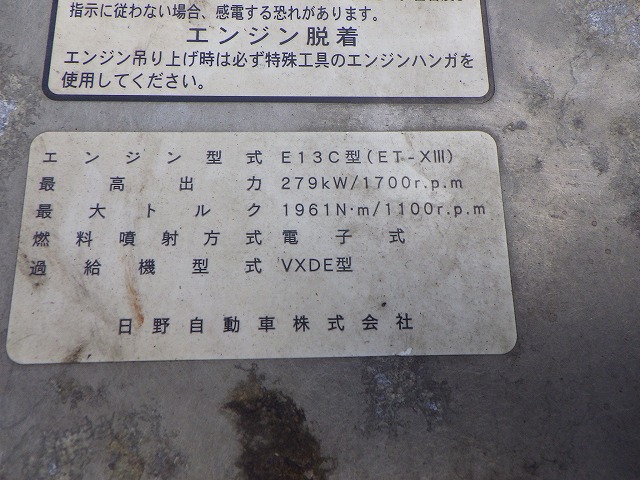 指示に従わない場合、感電する恐れがあります。
エンジン脱着
エンジン吊り上げ時は必ず特殊工具のエンジンハンガを
使用してください。
エンジン型式 E13C型(ET-XIII)
最高出力 279kW/1700r.p.m
最大トルク 1961N·m/1100r.p.m
燃料噴射方式 電子式
過給機型式 VXDE型
日野自動車株式会社